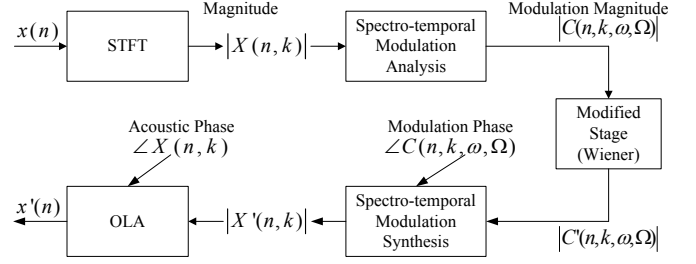 Magnitude
Modulation Magnitude
x(n)
STFT
|X(n,k)|
Spectro-temporal
Modulation
Analysis
|C(n,k,ω,Ω)|
Modified
Stage
(Wiener)
Acoustic Phase
∠X(n,k)
Modulation Phase
∠C(n,k,ω,Ω)
x'(n)
OLA
|X'(n,k)|
Spectro-temporal
Modulation
Synthesis
|C'(n,k,ω,Ω)|